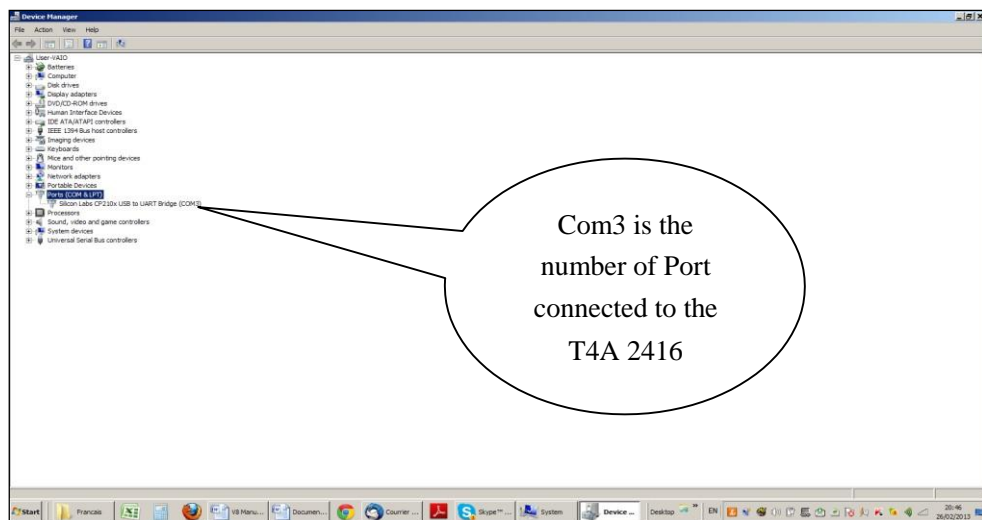 Device Manager
File Action View Help
User-VAIO
Batteries
Computer
Disk drives
Display adapters
DVD/CD-ROM drives
Human Interface Devices
IDE ATA/ATAPI controllers
IEEE 1394 Bus host controllers
Imaging devices
Keyboards
Mice and other pointing devices
Monitors
Network adapters
Portable Devices
Ports (COM & LPT)
Silicon Labs CP210x USB to UART Bridge (COM3)
Processors
Sound, video and game controllers
System devices
Universal Serial Bus controllers
Com3 is the
number of Port
connected to the
T4A 2416
Start Francais V8 Manu... Documen... Courrier ... Skype™ ... System Device ... Desktop » EN 20:46
26/02/2013